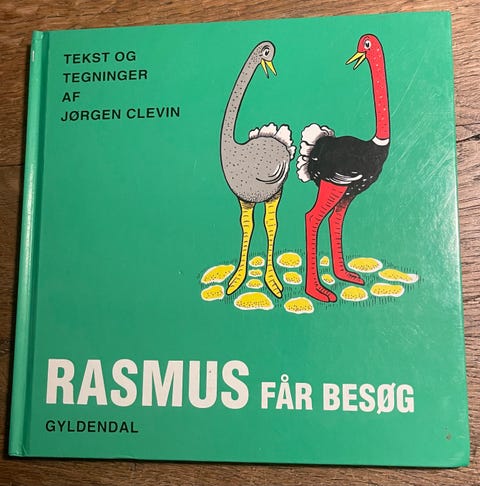 TEKST OG
TEGNINGER
AF
JØRGEN CLEVIN
RASMUS FÅR BESØG
GYLDENDAL